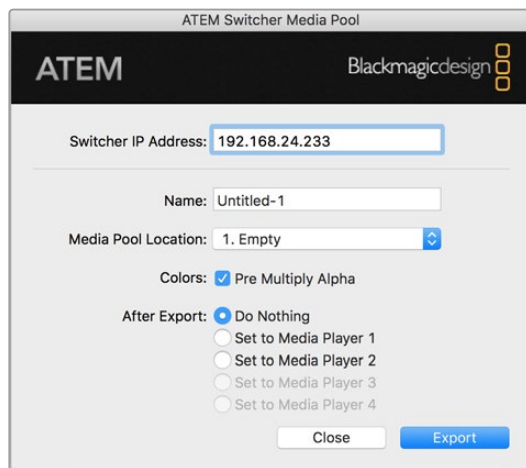 ATEM Switcher Media Pool
ATEM
Blackmagicdesign
Switcher IP Address: 192.168.24.233
Name: Untitled-1
Media Pool Location: 1. Empty
Colors: Pre Multiply Alpha
After Export: Do Nothing
Set to Media Player 1
Set to Media Player 2
Set to Media Player 3
Set to Media Player 4
Close Export